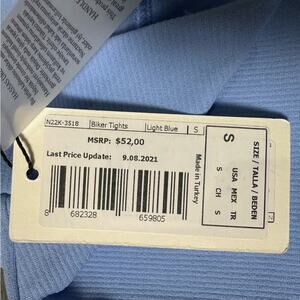 N22K-3518 Biker Tights Light Blue S
MSRP: $52,00
Last Price Update: 9.08.2021
8 682328 659805
Made in Turkey
SIZE / TALLA / BEDEN
S
USA MEX TR
S CH S